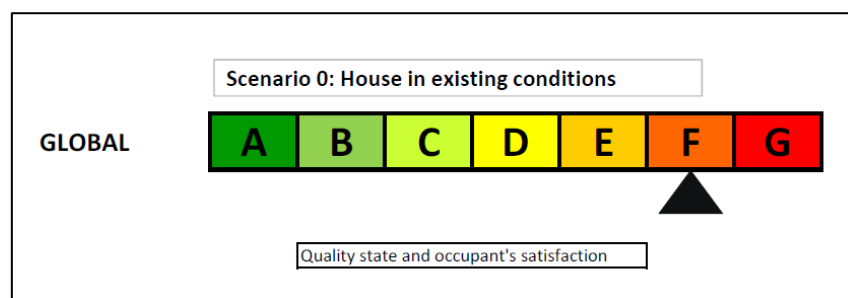 Scenario 0: House in existing conditions
GLOBAL A B C D E F G
Quality state and occupant's satisfaction